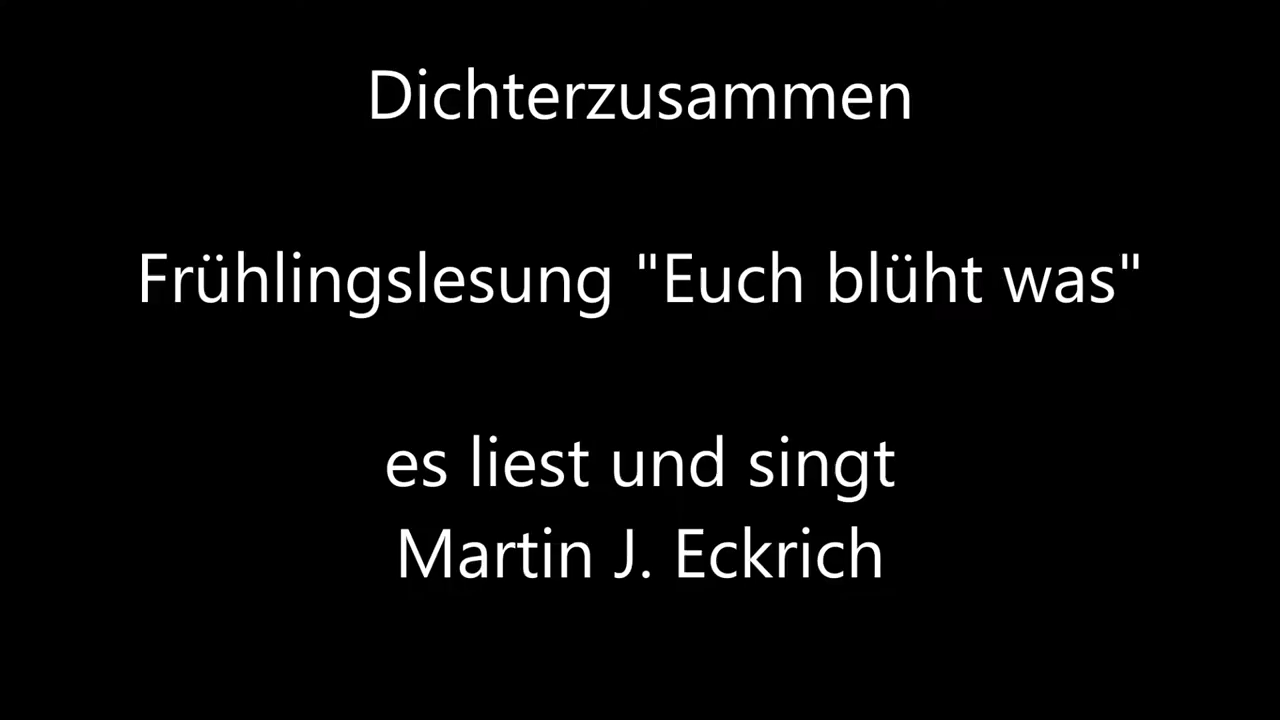 Dichterzusammen
Frühlingslesung "Euch blüht was"
es liest und singt
Martin J. Eckrich